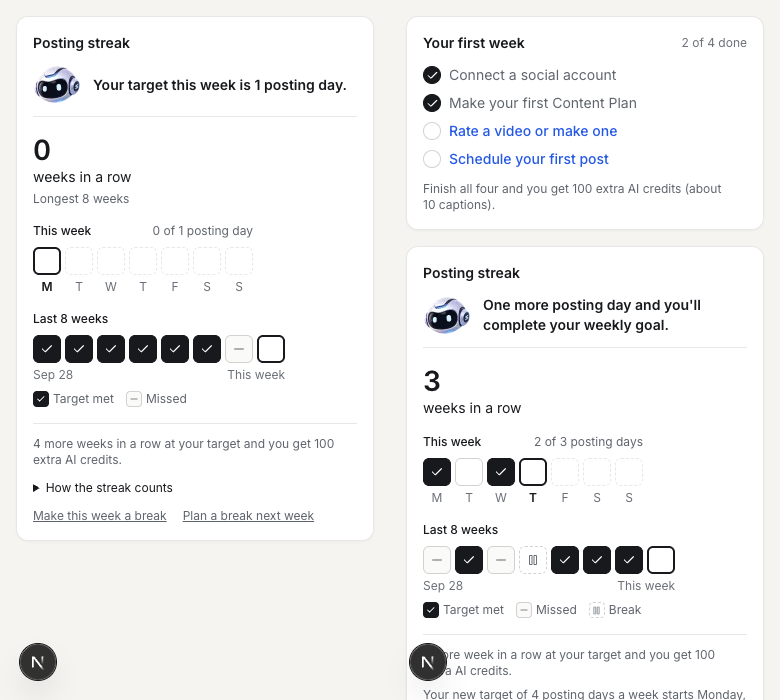 Posting streak
Your target this week is 1 posting day.
0
weeks in a row
Longest 8 weeks
This week 0 of 1 posting day
M T W T F S S
Last 8 weeks
Sep 28 This week
Target met Missed
4 more weeks in a row at your target and you get 100
extra AI credits.
How the streak counts
Make this week a break Plan a break next week
N
Your first week 2 of 4 done
Connect a social account
Make your first Content Plan
Rate a video or make one
Schedule your first post
Finish all four and you get 100 extra AI credits (about
10 captions).
Posting streak
One more posting day and you'll
complete your weekly goal.
3
weeks in a row
This week 2 of 3 posting days
M T W T F S S
Last 8 weeks
Sep 28 This week
Target met Missed Break
week in a row at your target and you get 100
AI credits.
Your new target of 4 posting days a week starts Monday,
N